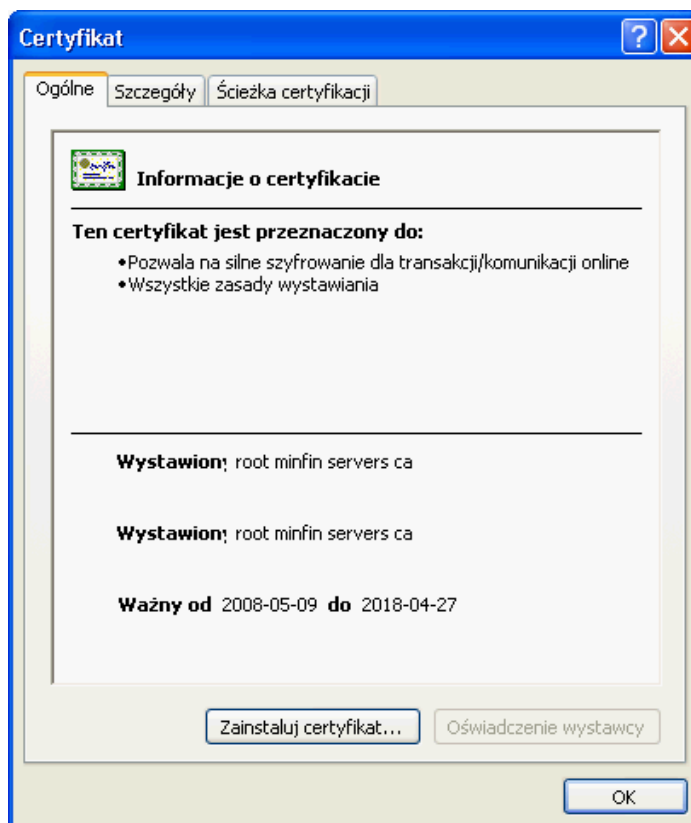 Certyfikat
Ogólne Szczegóły Ścieżka certyfikacji
Informacje o certyfikacie
Ten certyfikat jest przeznaczony do:
•Pozwala na silne szyfrowanie dla transakcji/komunikacji online
•Wszystkie zasady wystawiania
Wystawiony root minfin servers ca
Wystawiony root minfin servers ca
Ważny od 2008-05-09 do 2018-04-27
Zainstaluj certyfikat... Oświadczenie wystawcy
OK